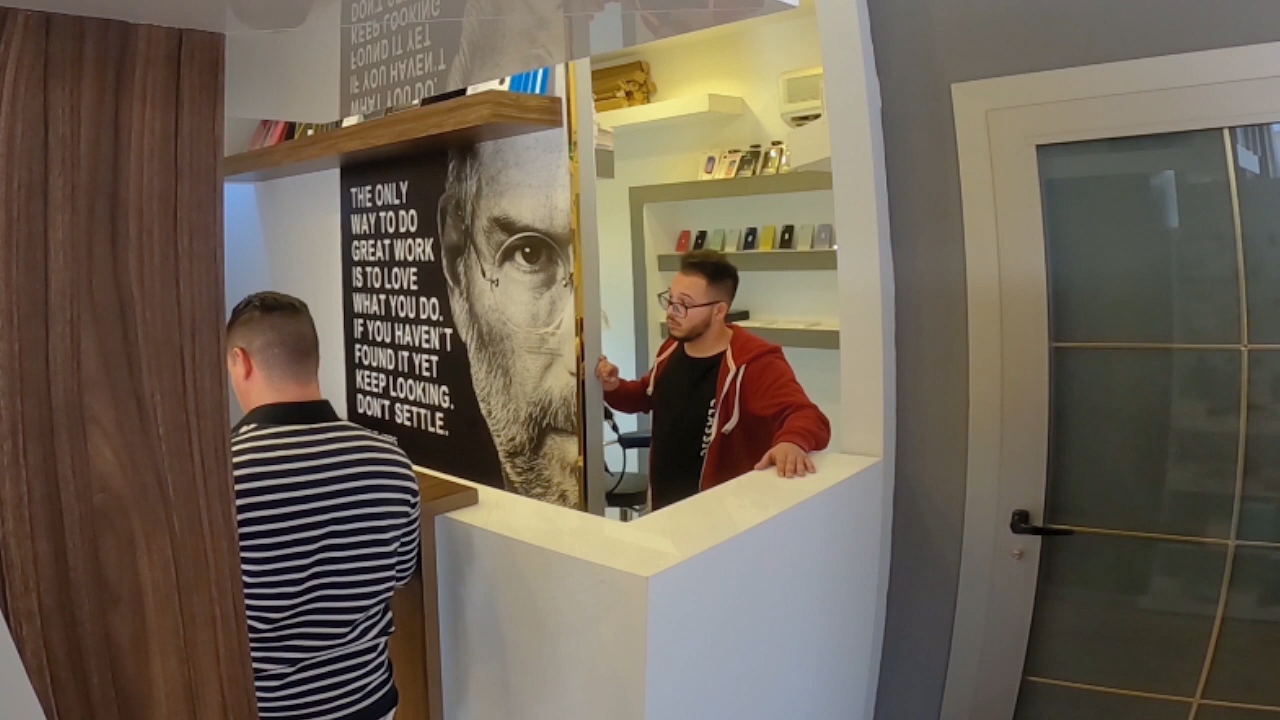 THE ONLY
WAY TO DO
GREAT WORK
IS TO LOVE
WHAT YOU DO.
IF YOU HAVEN'T
FOUND IT YET
KEEP LOOKING.
DON'T SETTLE.